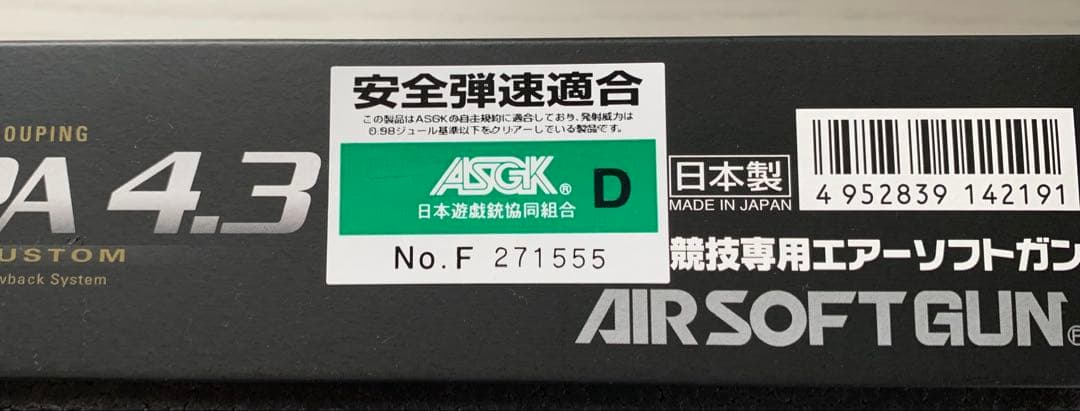 OUPING
PA 4.3
USTOM
wback System
安全弾速適合
この製品はASGKの自主規約に適合しており、発射威力は
0.98ジュール基準以下をクリアーしている製品です。
ASGK® D
日本遊戯銃協同組合
No.F 271555
日本製
MADE IN JAPAN
4 952839 142191
競技専用エアーソフトガン
AIRSOFT GUN